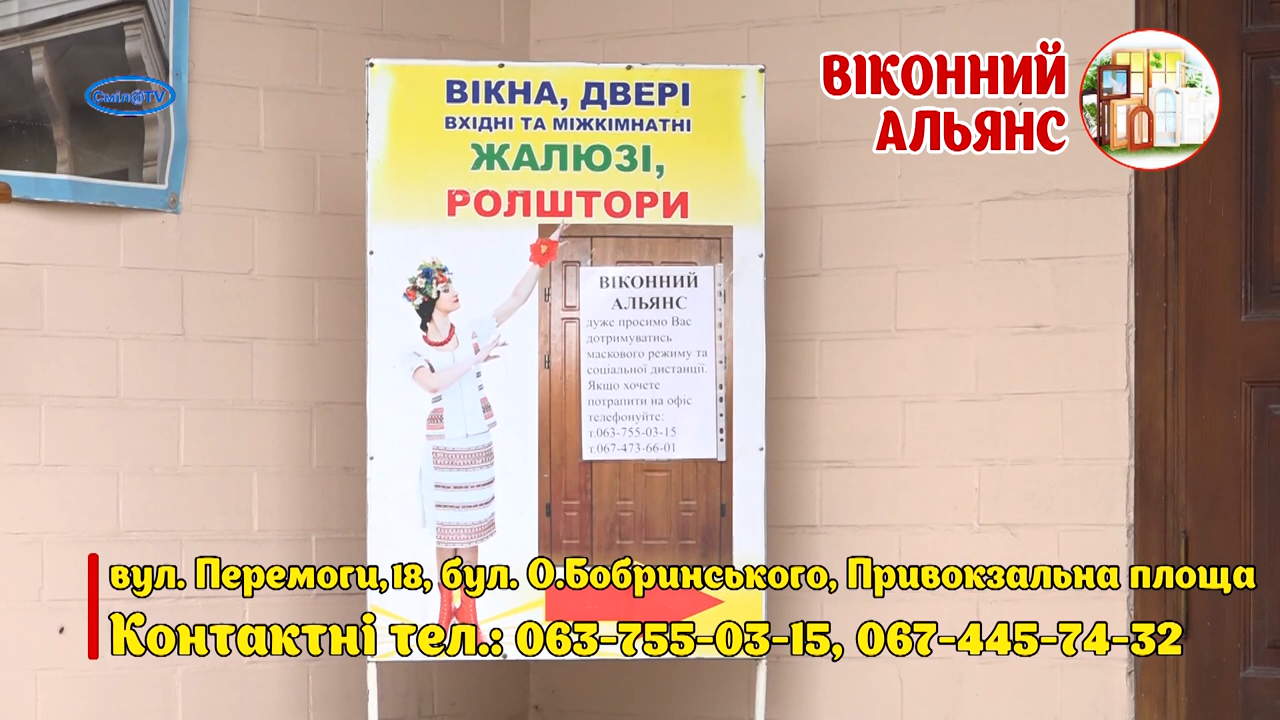 Сміл@TV
ВІКОННИЙ
АЛЬЯНС
ВІКНА, ДВЕРІ
ВХІДНІ ТА МІЖКІМНАТНІ
ЖАЛЮЗІ,
РОЛШТОРИ
ВІКОННИЙ
АЛЬЯНС
дуже просимо Вас
дотримуватись
маскового режиму та
соціальної дистанції.
Якщо хочете
потрапити на офіс
телефонуйте:
т.063-755-03-15
т.067-473-66-01
вул. Перемоги,18, бул. О.Бобринського, Привокзальна площа
Контактні тел.: 063-755-03-15, 067-445-74-32